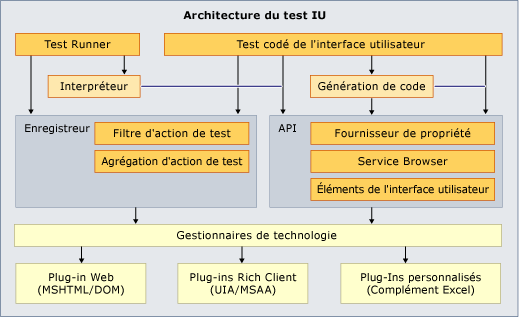 Architecture du test IU
Test Runner
Test codé de l'interface utilisateur
Interpréteur
Génération de code
Enregistreur
Filtre d'action de test
Agrégation d'action de test
API
Fournisseur de propriété
Service Browser
Éléments de l'interface utilisateur
Gestionnaires de technologie
Plug-in Web
(MSHTML/DOM)
Plug-ins Rich Client
(UIA/MSAA)
Plug-Ins personnalisés
(Complément Excel)